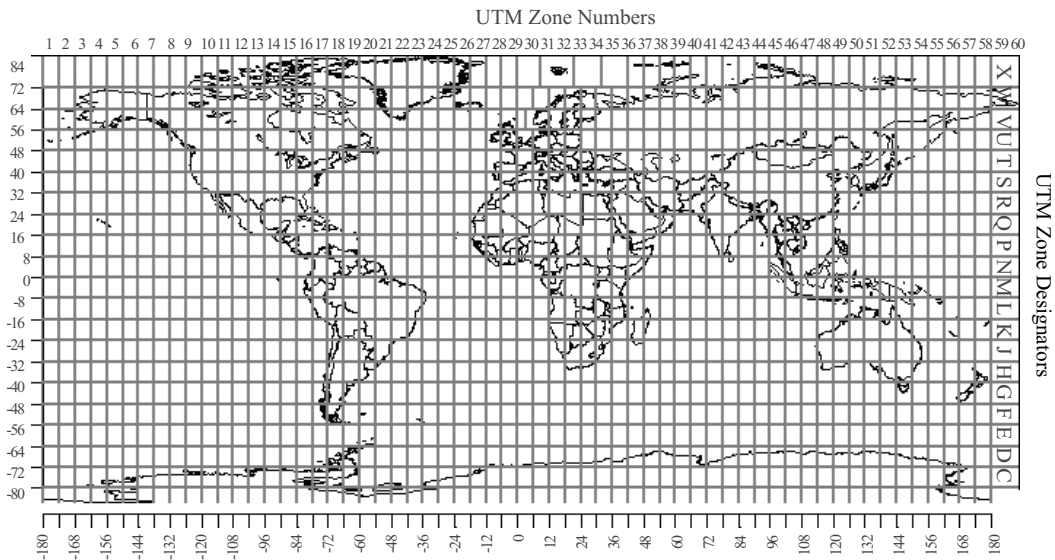 UTM Zone Numbers
1 2 3 4 5 6 7 8 9 10 11 12 13 14 15 16 17 18 19 20 21 22 23 24 25 26 27 28 29 30 31 32 33 34 35 36 37 38 39 40 41 42 43 44 45 46 47 48 49 50 51 52 53 54 55 56 57 58 59 60
84
72
64
56
48
40
32
24
16
8
0
-8
-16
-24
-32
-40
-48
-56
-64
-72
-80
X
W
V
U
T
S
R
Q
P
N
M
L
K
J
H
G
F
E
D
C
UTM Zone Designators
-180 -168 -156 -144 -132 -120 -108 -96 -84 -72 -60 -48 -36 -24 -12 0 12 24 36 48 60 72 84 96 108 120 132 144 156 168 180